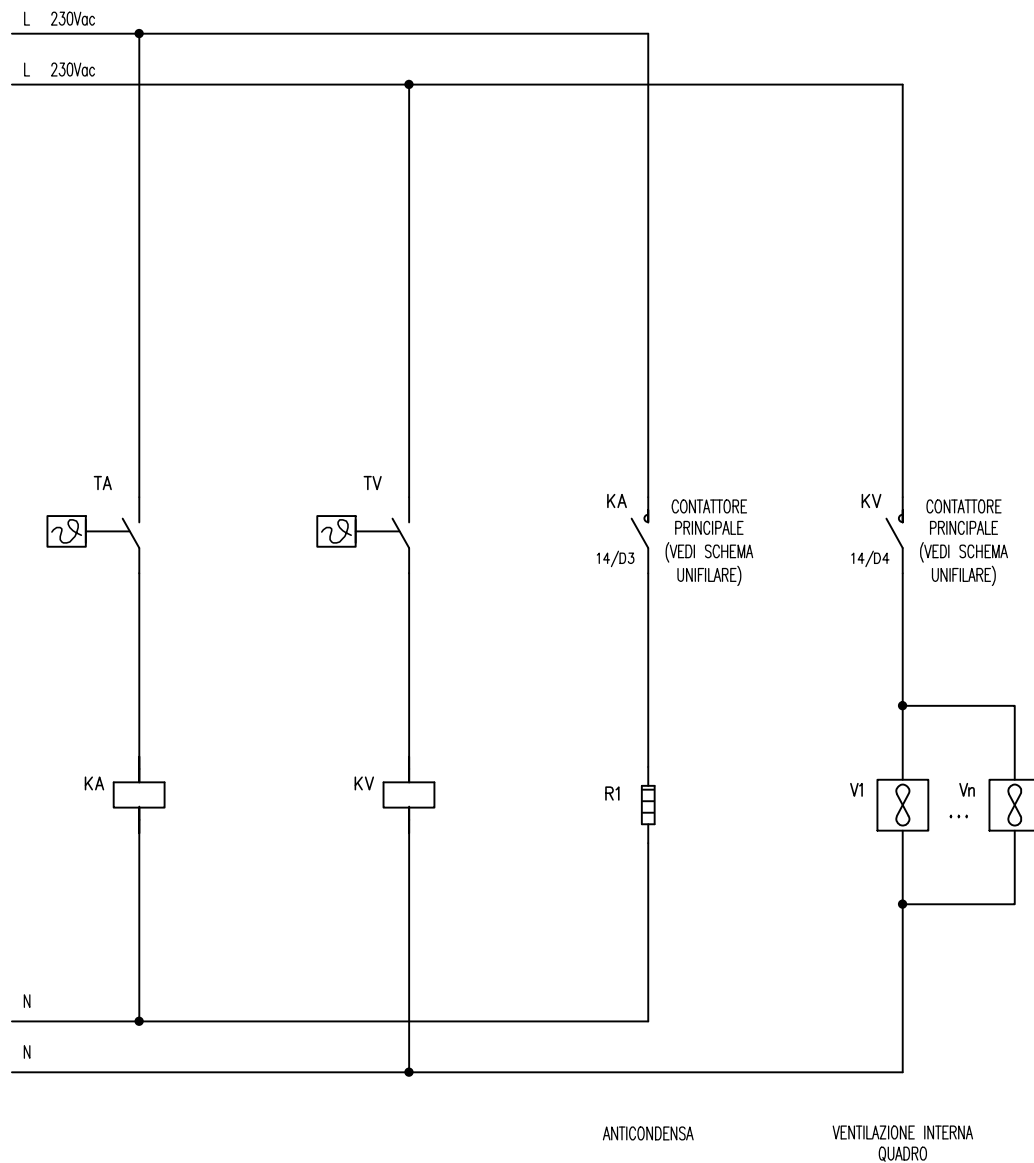 L 230Vac
L 230Vac
TA
TV
KA
14/D3
CONTATTORE
PRINCIPALE
(VEDI SCHEMA
UNIFILARE)
KV
14/D4
CONTATTORE
PRINCIPALE
(VEDI SCHEMA
UNIFILARE)
KA
KV
R1
V1
...
Vn
N
N
ANTICONDENSA
VENTILAZIONE INTERNA
QUADRO